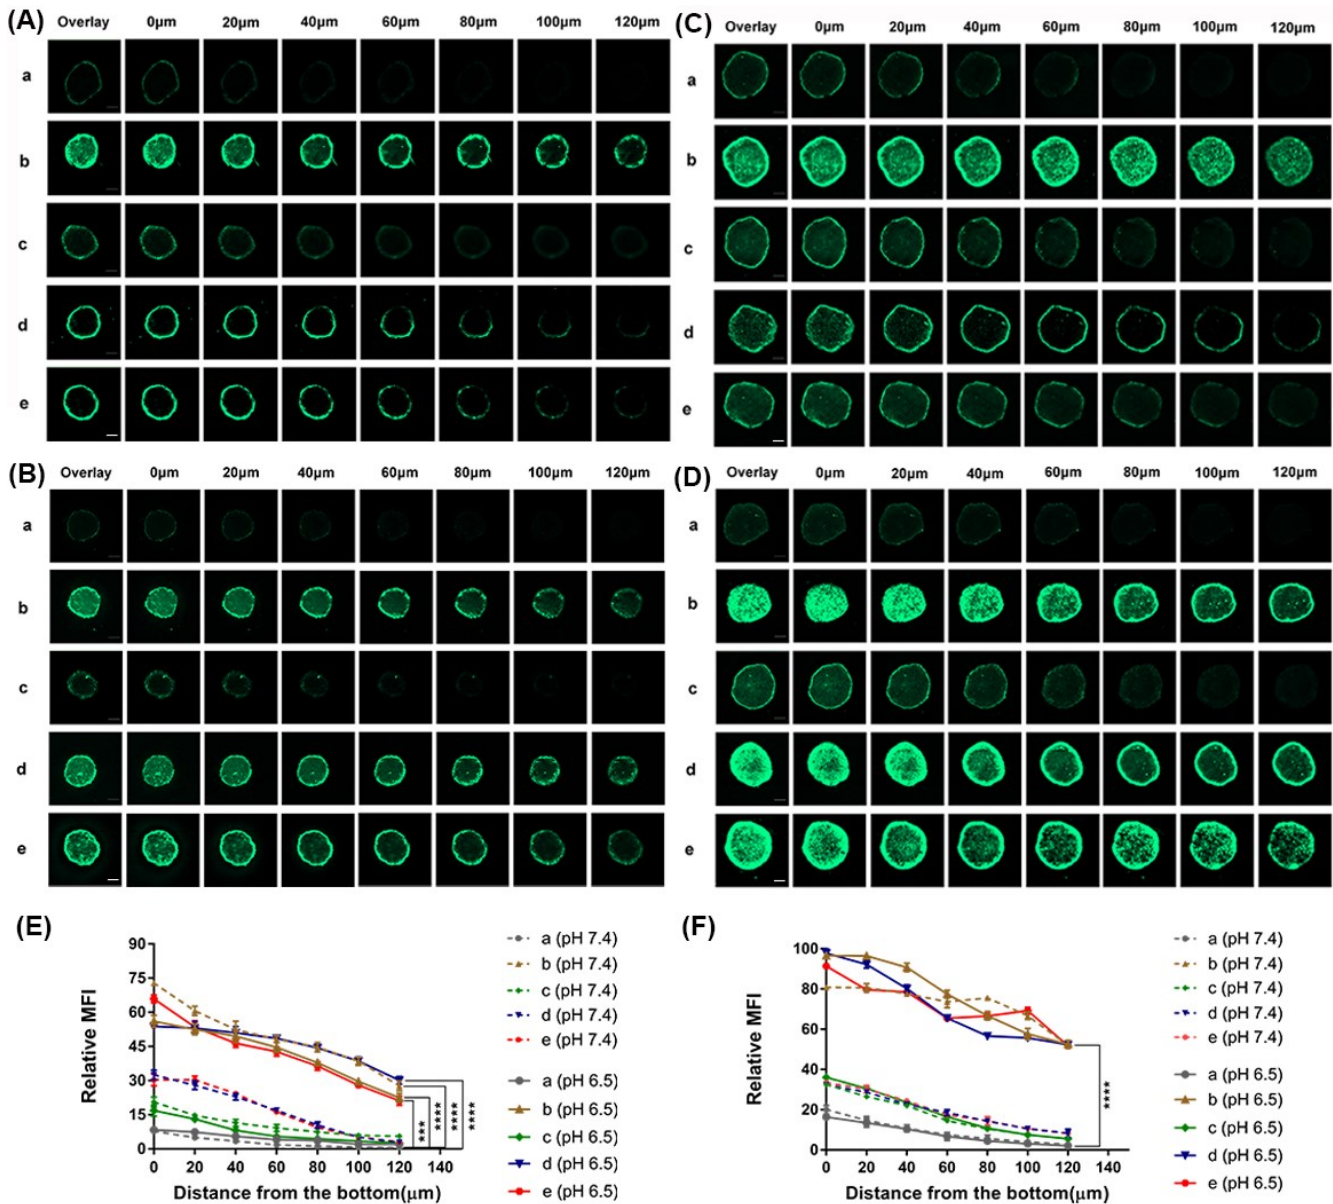 (A) Overlay 0µm 20µm 40µm 60µm 80µm 100µm 120µm
a
b
c
d
e
(C) Overlay 0µm 20µm 40µm 60µm 80µm 100µm 120µm
a
b
c
d
e
(B) Overlay 0µm 20µm 40µm 60µm 80µm 100µm 120µm
a
b
c
d
e
(D) Overlay 0µm 20µm 40µm 60µm 80µm 100µm 120µm
a
b
c
d
e
(E)
Relative MFI
90
75
60
45
30
15
0
0 20 40 60 80 100 120 140
Distance from the bottom(µm)
***
****
****
****
a (pH 7.4)
b (pH 7.4)
c (pH 7.4)
d (pH 7.4)
e (pH 7.4)
a (pH 6.5)
b (pH 6.5)
c (pH 6.5)
d (pH 6.5)
e (pH 6.5)
(F)
Relative MFI
100
80
60
40
20
0
0 20 40 60 80 100 120 140
Distance from the bottom(µm)
****
a (pH 7.4)
b (pH 7.4)
c (pH 7.4)
d (pH 7.4)
e (pH 7.4)
a (pH 6.5)
b (pH 6.5)
c (pH 6.5)
d (pH 6.5)
e (pH 6.5)